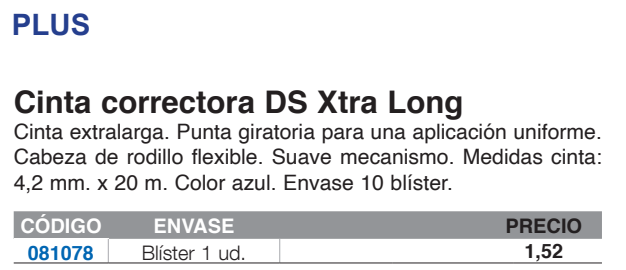 PLUS
Cinta correctora DS Xtra Long
Cinta extralarga. Punta giratoria para una aplicación uniforme.
Cabeza de rodillo flexible. Suave mecanismo. Medidas cinta:
4,2 mm. x 20 m. Color azul. Envase 10 blíster.
CÓDIGO ENVASE PRECIO
081078 Blíster 1 ud. 1,52